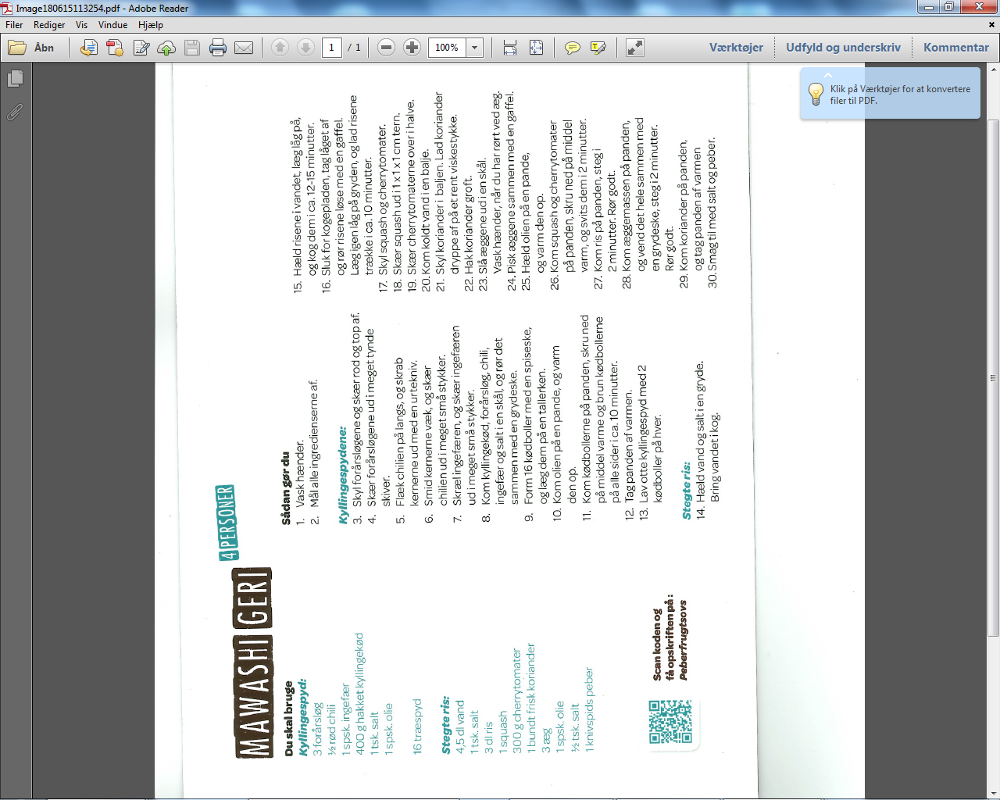 Image180615113254.pdf - Adobe Reader
Filer Rediger Vis Vindue Hjælp
Åbn
1 / 1
100%
Værktøjer
Udfyld og underskriv
Kommentar
Klik på Værktøjer for at konvertere
filer til PDF.
MAWASHI GERI
4 PERSONER
Du skal bruge
Kyllingespyd:
3 forårsløg
½ rød chili
1 spsk. ingefær
400 g hakket kyllingekød
1 tsk. salt
1 spsk. olie
16 træspyd
Stegte ris:
4,5 dl vand
1 tsk. salt
3 dl ris
1 squash
300 g cherrytomater
1 bundt frisk koriander
3 æg
1 spsk. olie
½ tsk. salt
1 knivspids peber
Scan koden og
få opskriften på:
Peberfrugtsovs
Sådan gør du
1. Vask hænder.
2. Mål alle ingredienserne af.
Kyllingespydene:
3. Skyl forårsløgene og skær rod og top af.
4. Skær forårsløgene ud i meget tynde
skiver.
5. Flæk chilien på langs, og skrab
kernerne ud med en urtekniv.
6. Smid kernerne væk, og skær
chilien ud i meget små stykker.
7. Skræl ingefæren, og skær ingefæren
ud i meget små stykker.
8. Kom kyllingekød, forårsløg, chili,
ingefær og salt i en skål, og rør det
sammen med en grydeske.
9. Form 16 kødboller med en spiseske,
og læg dem på en tallerken.
10. Kom olien på en pande, og varm
den op.
11. Kom kødbollerne på panden, skru ned
på middel varme og brun kødbollerne
på alle sider i ca. 10 minutter.
12. Tag panden af varmen.
13. Lav otte kyllingespyd med 2
kødboller på hver.
Stegte ris:
14. Hæld vand og salt i en gryde.
Bring vandet i kog.
15. Hæld risene i vandet, læg låg på,
og kog dem i ca. 12-15 minutter.
16. Sluk for kogepladen, tag låget af
og rør risene løse med en gaffel.
Læg igen låg på gryden, og lad risene
trække i ca. 10 minutter.
17. Skyl squash og cherrytomater.
18. Skær squash ud i 1 x 1 x 1 cm tern.
19. Skær cherrytomaterne over i halve.
20. Kom koldt vand i en balje.
21. Skyl koriander i baljen. Lad koriander
dryppe af på et rent viskestykke.
22. Hak koriander groft.
23. Slå æggene ud i en skål.
Vask hænder, når du har rørt ved æg.
24. Pisk æggene sammen med en gaffel.
25. Hæld olien på en pande,
og varm den op.
26. Kom squash og cherrytomater
på panden, skru ned på middel
varm, og svits dem i 2 minutter.
27. Kom ris på panden, steg i
2 minutter. Rør godt.
28. Kom æggemassen på panden,
og vend det hele sammen med
en grydeske, steg i 2 minutter.
Rør godt.
29. Kom koriander på panden,
og tag panden af varmen
30. Smag til med salt og peber.